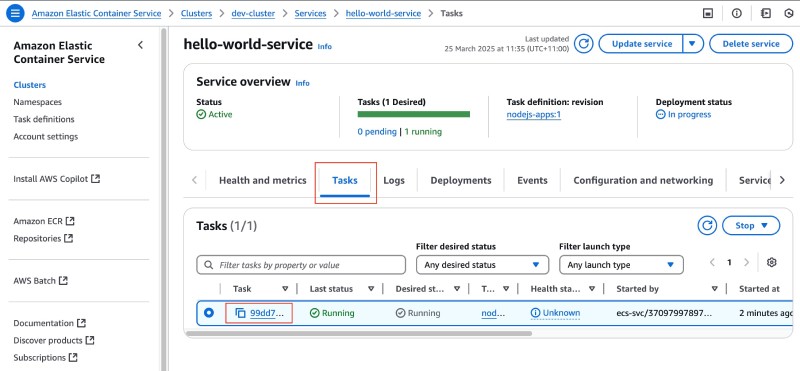 Amazon Elastic Container Service > Clusters > dev-cluster > Services > hello-world-service > Tasks
Amazon Elastic
Container Service
Clusters
Namespaces
Task definitions
Account settings
Install AWS Copilot
Amazon ECR
Repositories
AWS Batch
Documentation
Discover products
Subscriptions
hello-world-service Info
Last updated
25 March 2025 at 11:35 (UTC+11:00)
Update service
Delete service
Service overview Info
Status
Active
Tasks (1 Desired)
0 pending | 1 running
Task definition: revision
nodejs-apps:1
Deployment status
In progress
Health and metrics Tasks Logs Deployments Events Configuration and networking Service
Tasks (1/1)
Stop
Filter desired status
Filter launch type
Filter tasks by property or value
Any desired status
Any launch type
1
Task Last status Desired st... T... Health sta... Started by Started at
99dd7... Running Running nod... Unknown ecs-svc/37097997897... 2 minutes ago